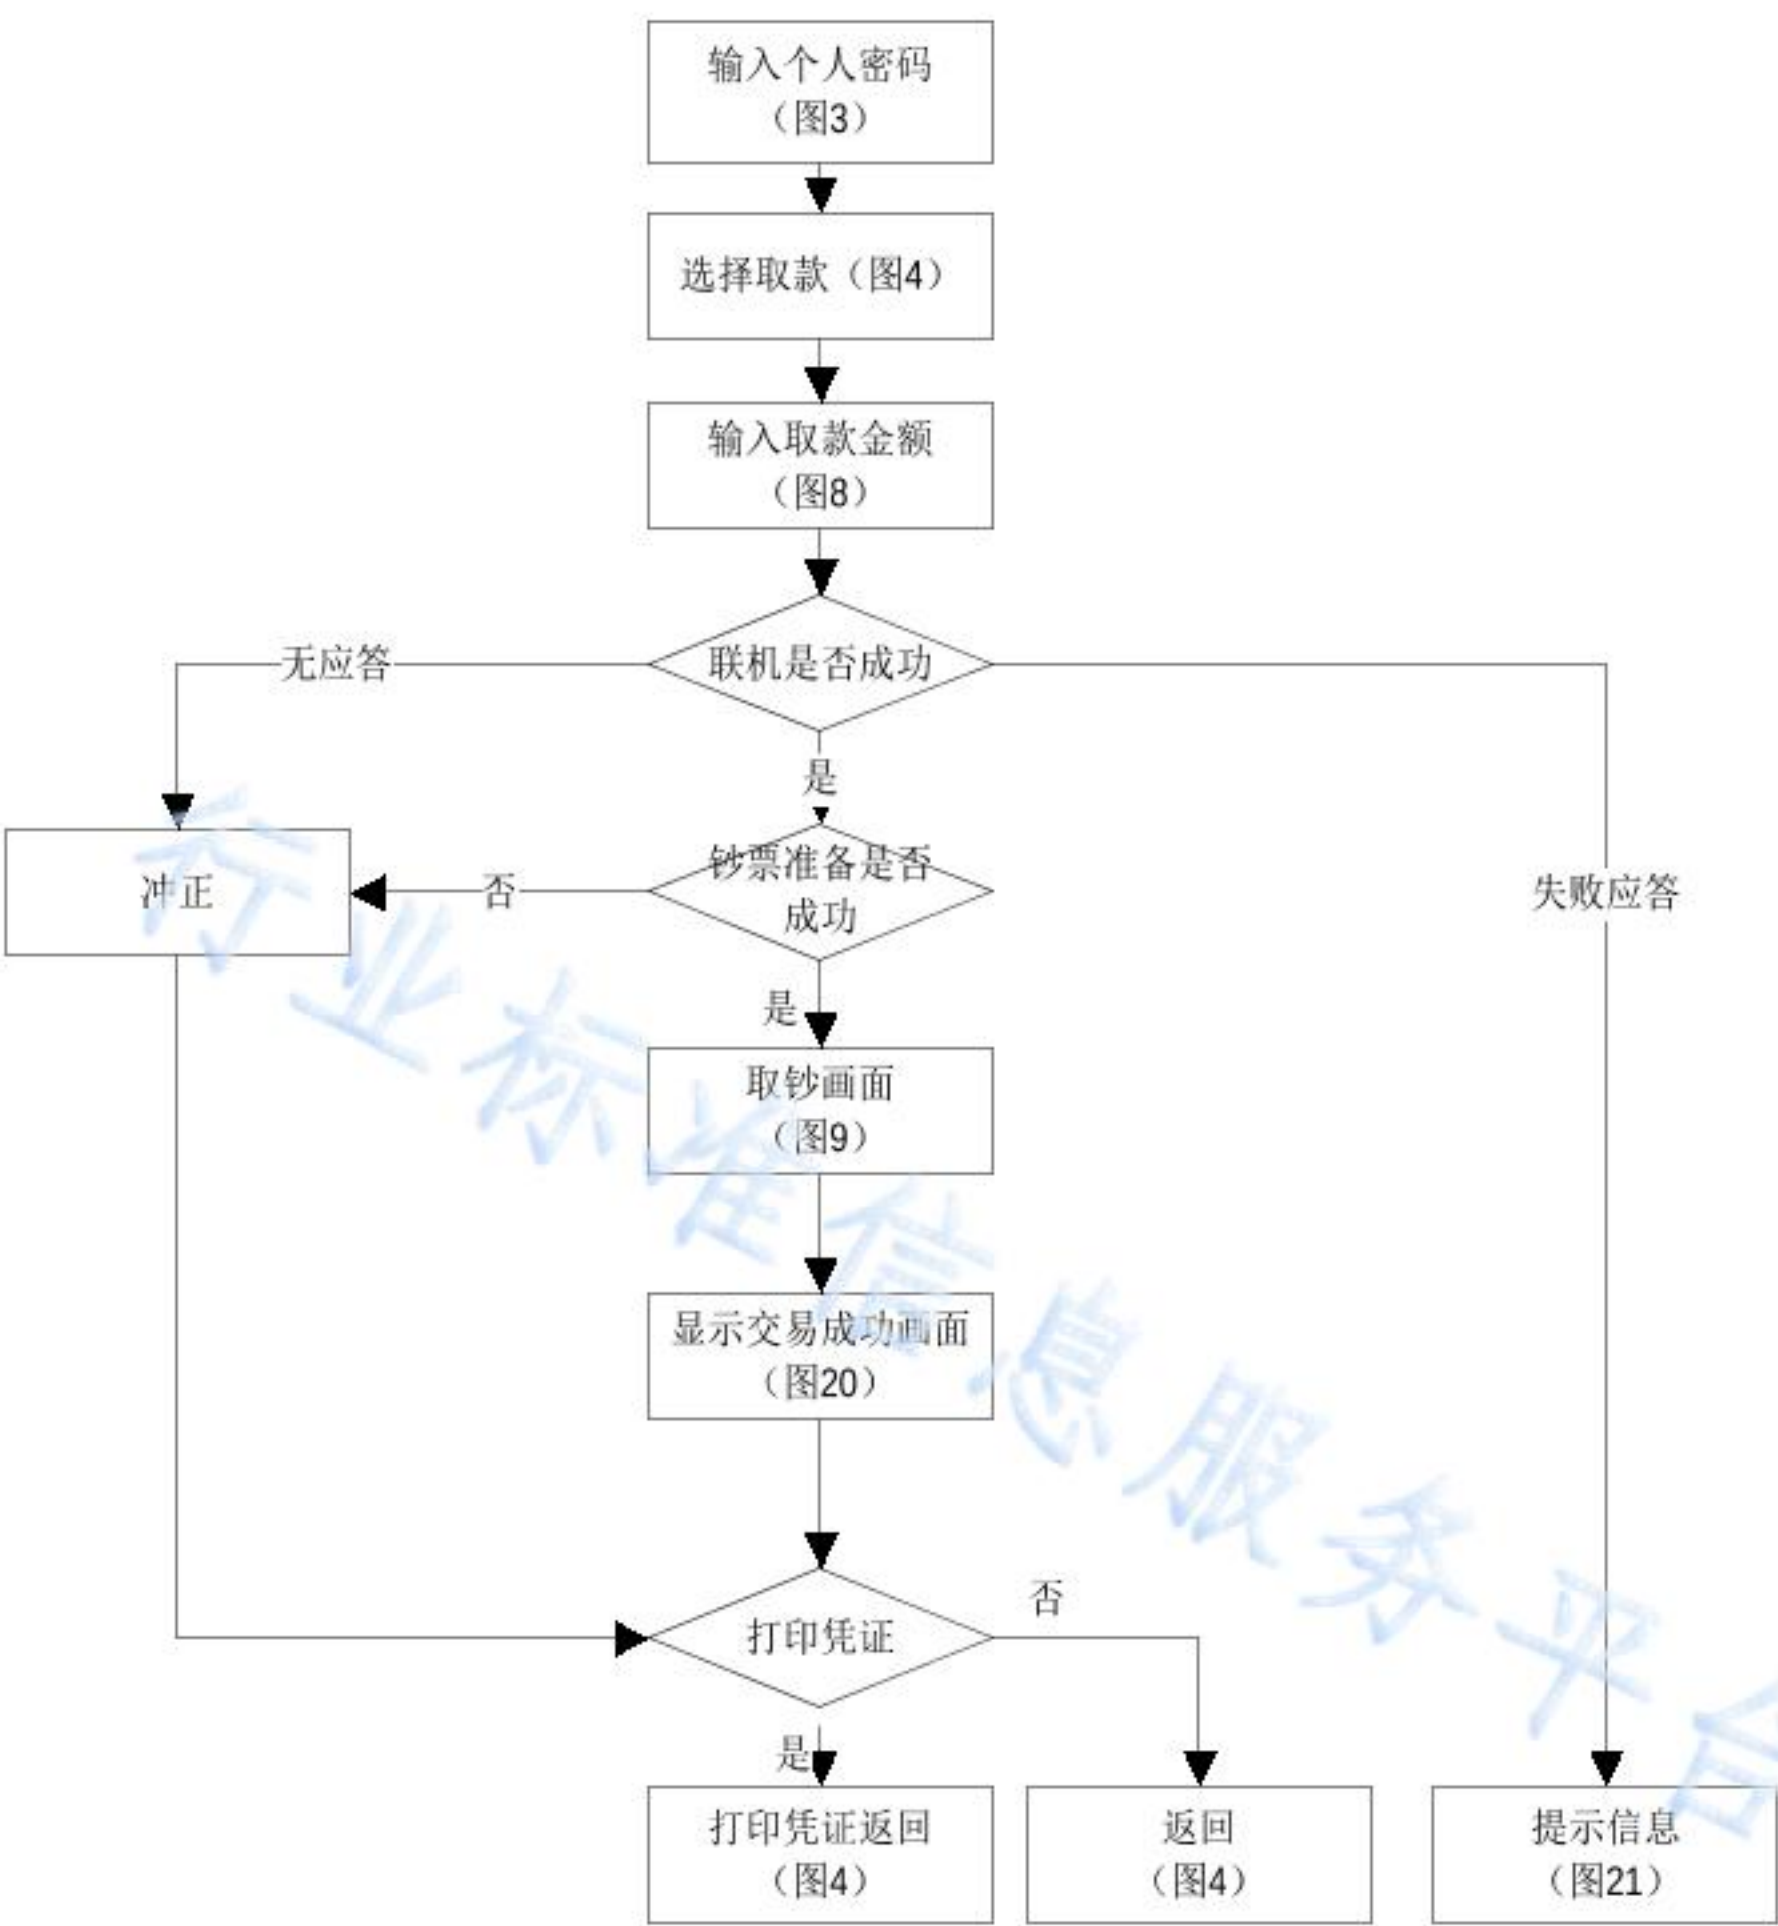 输入个人密码
（图3）
选择取款（图4）
输入取款金额
（图8）
联机是否成功
无应答
是
钞票准备是否
成功
否
冲正
失败应答
是
取钞画面
（图9）
显示交易成功画面
（图20）
打印凭证
否
是
打印凭证返回
（图4）
返回
（图4）
提示信息
（图21）
行业标准信息服务平台